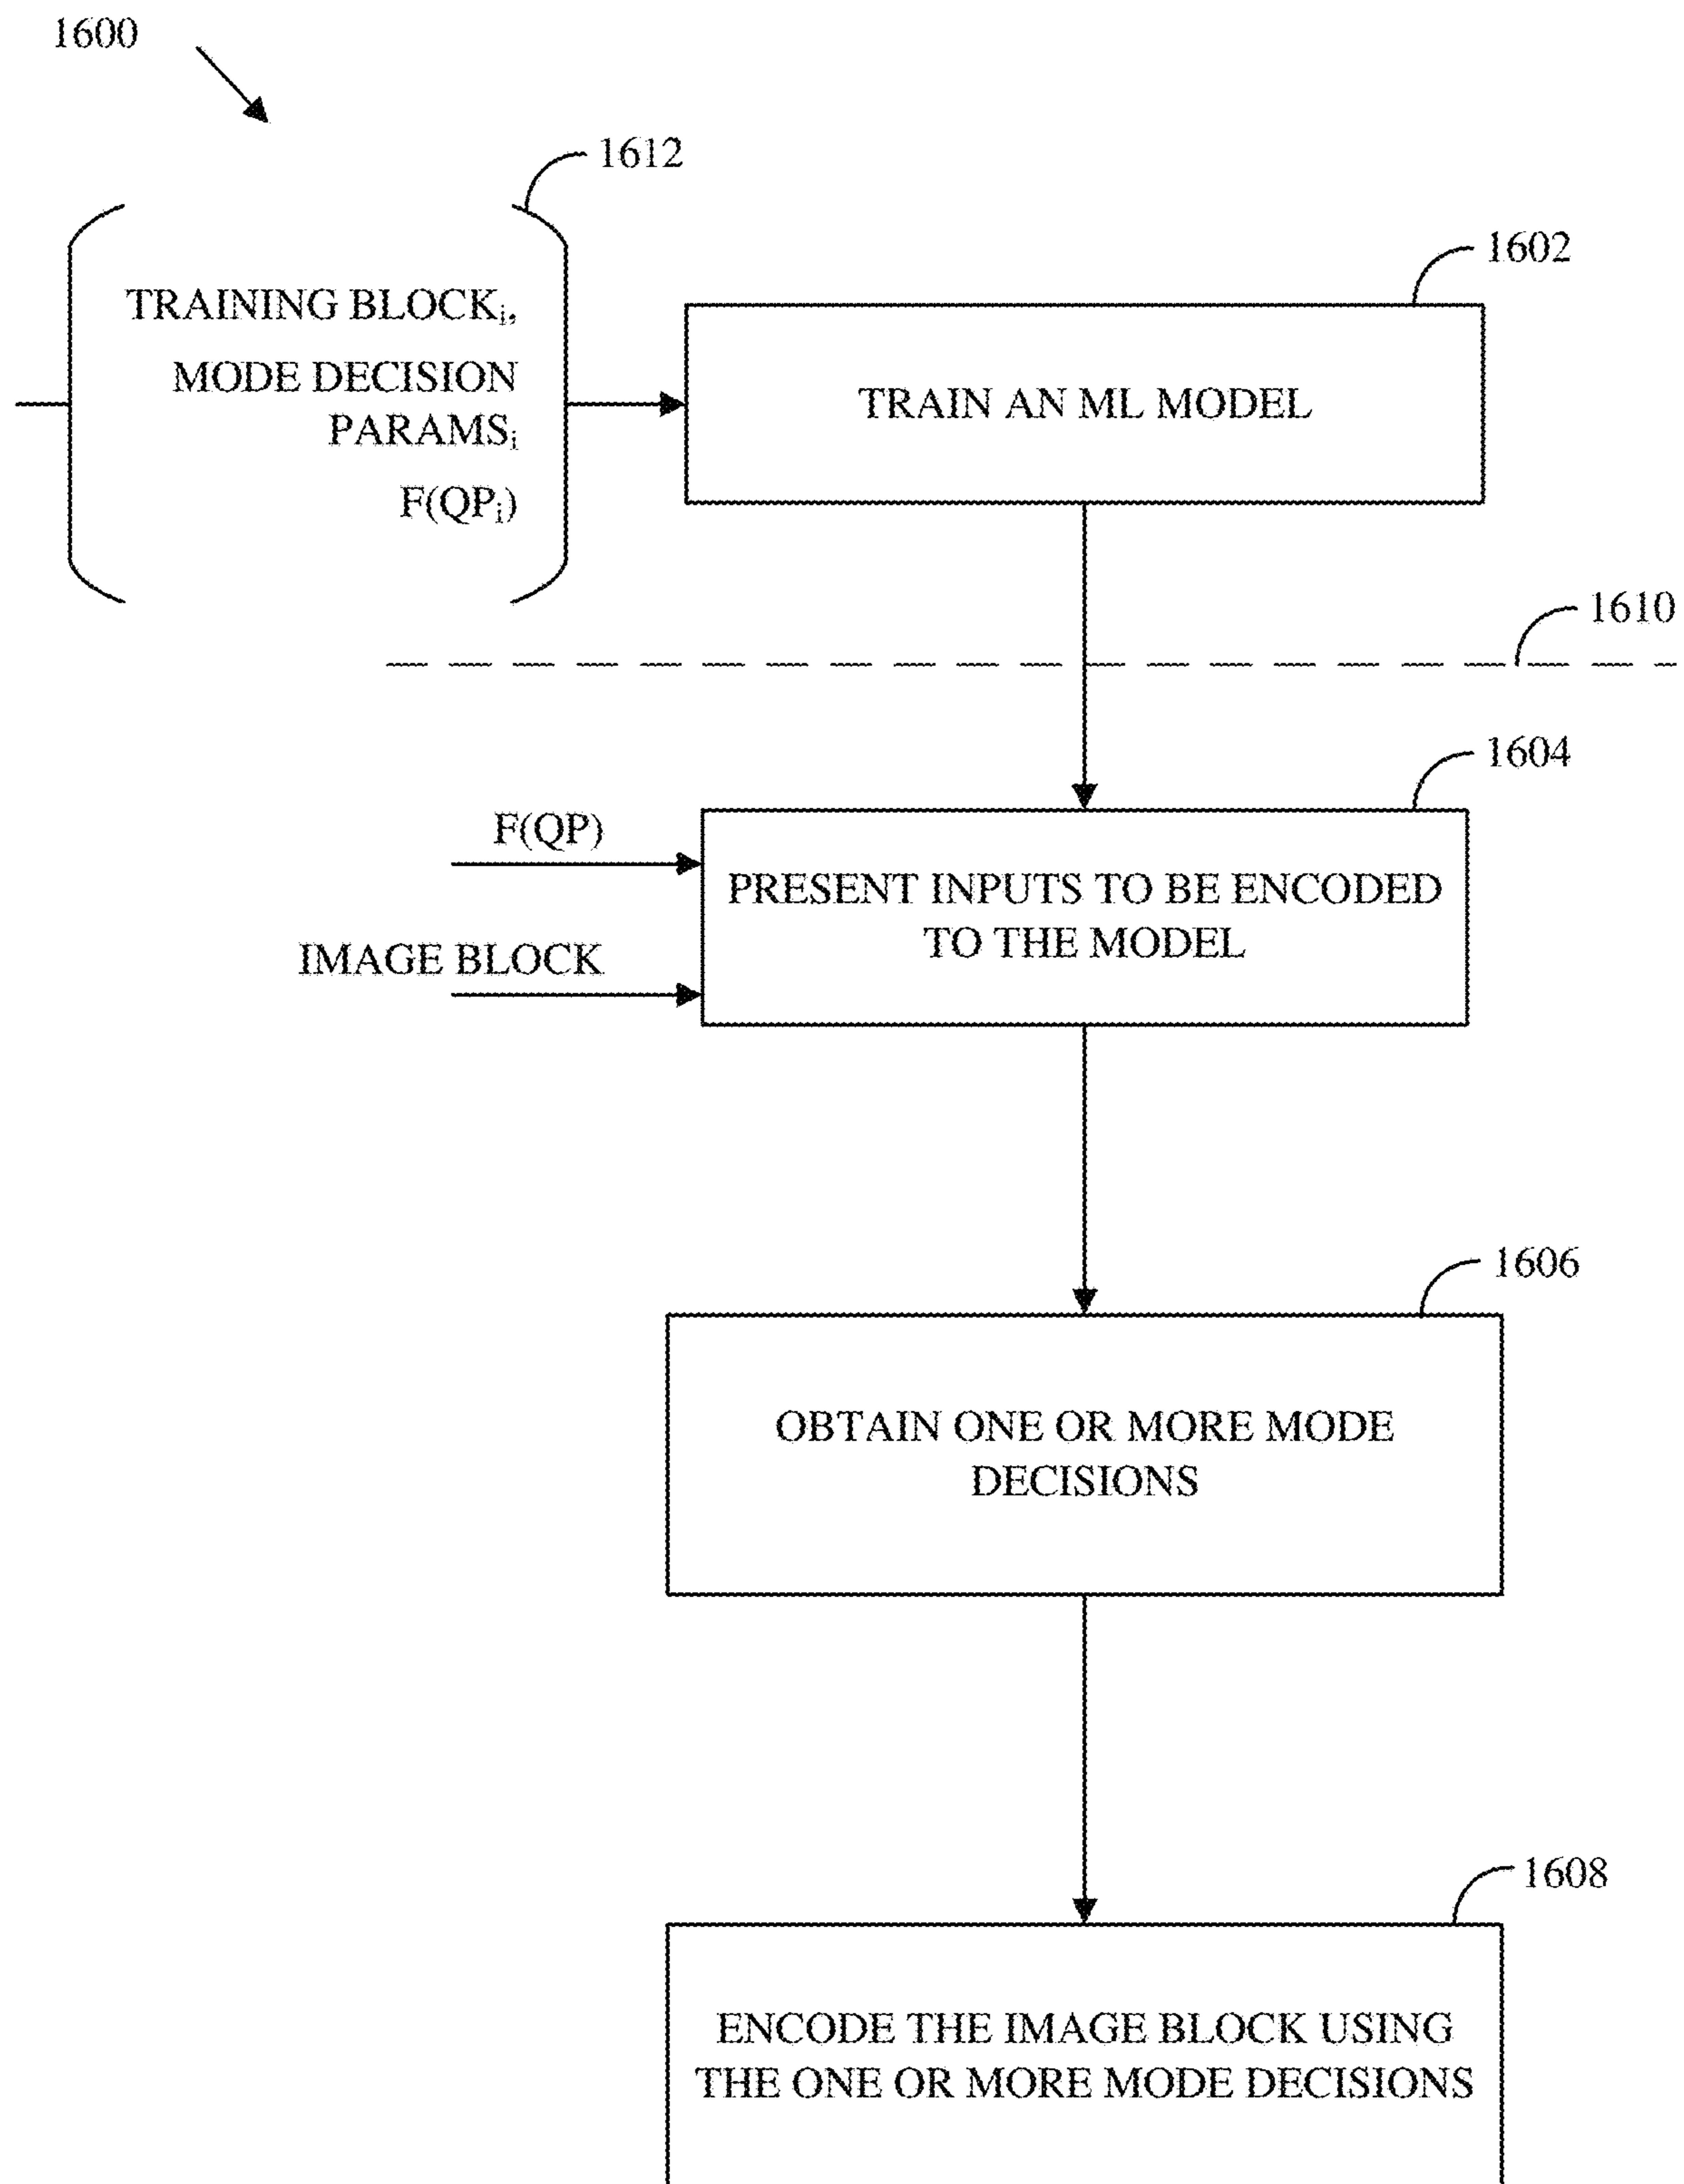 1600
1612
1602
TRAINING BLOCKi,
MODE DECISION
PARAMSi
F(QPi)
TRAIN AN ML MODEL
1610
1604
F(QP)
IMAGE BLOCK
PRESENT INPUTS TO BE ENCODED
TO THE MODEL
1606
OBTAIN ONE OR MORE MODE
DECISIONS
1608
ENCODE THE IMAGE BLOCK USING
THE ONE OR MORE MODE DECISIONS